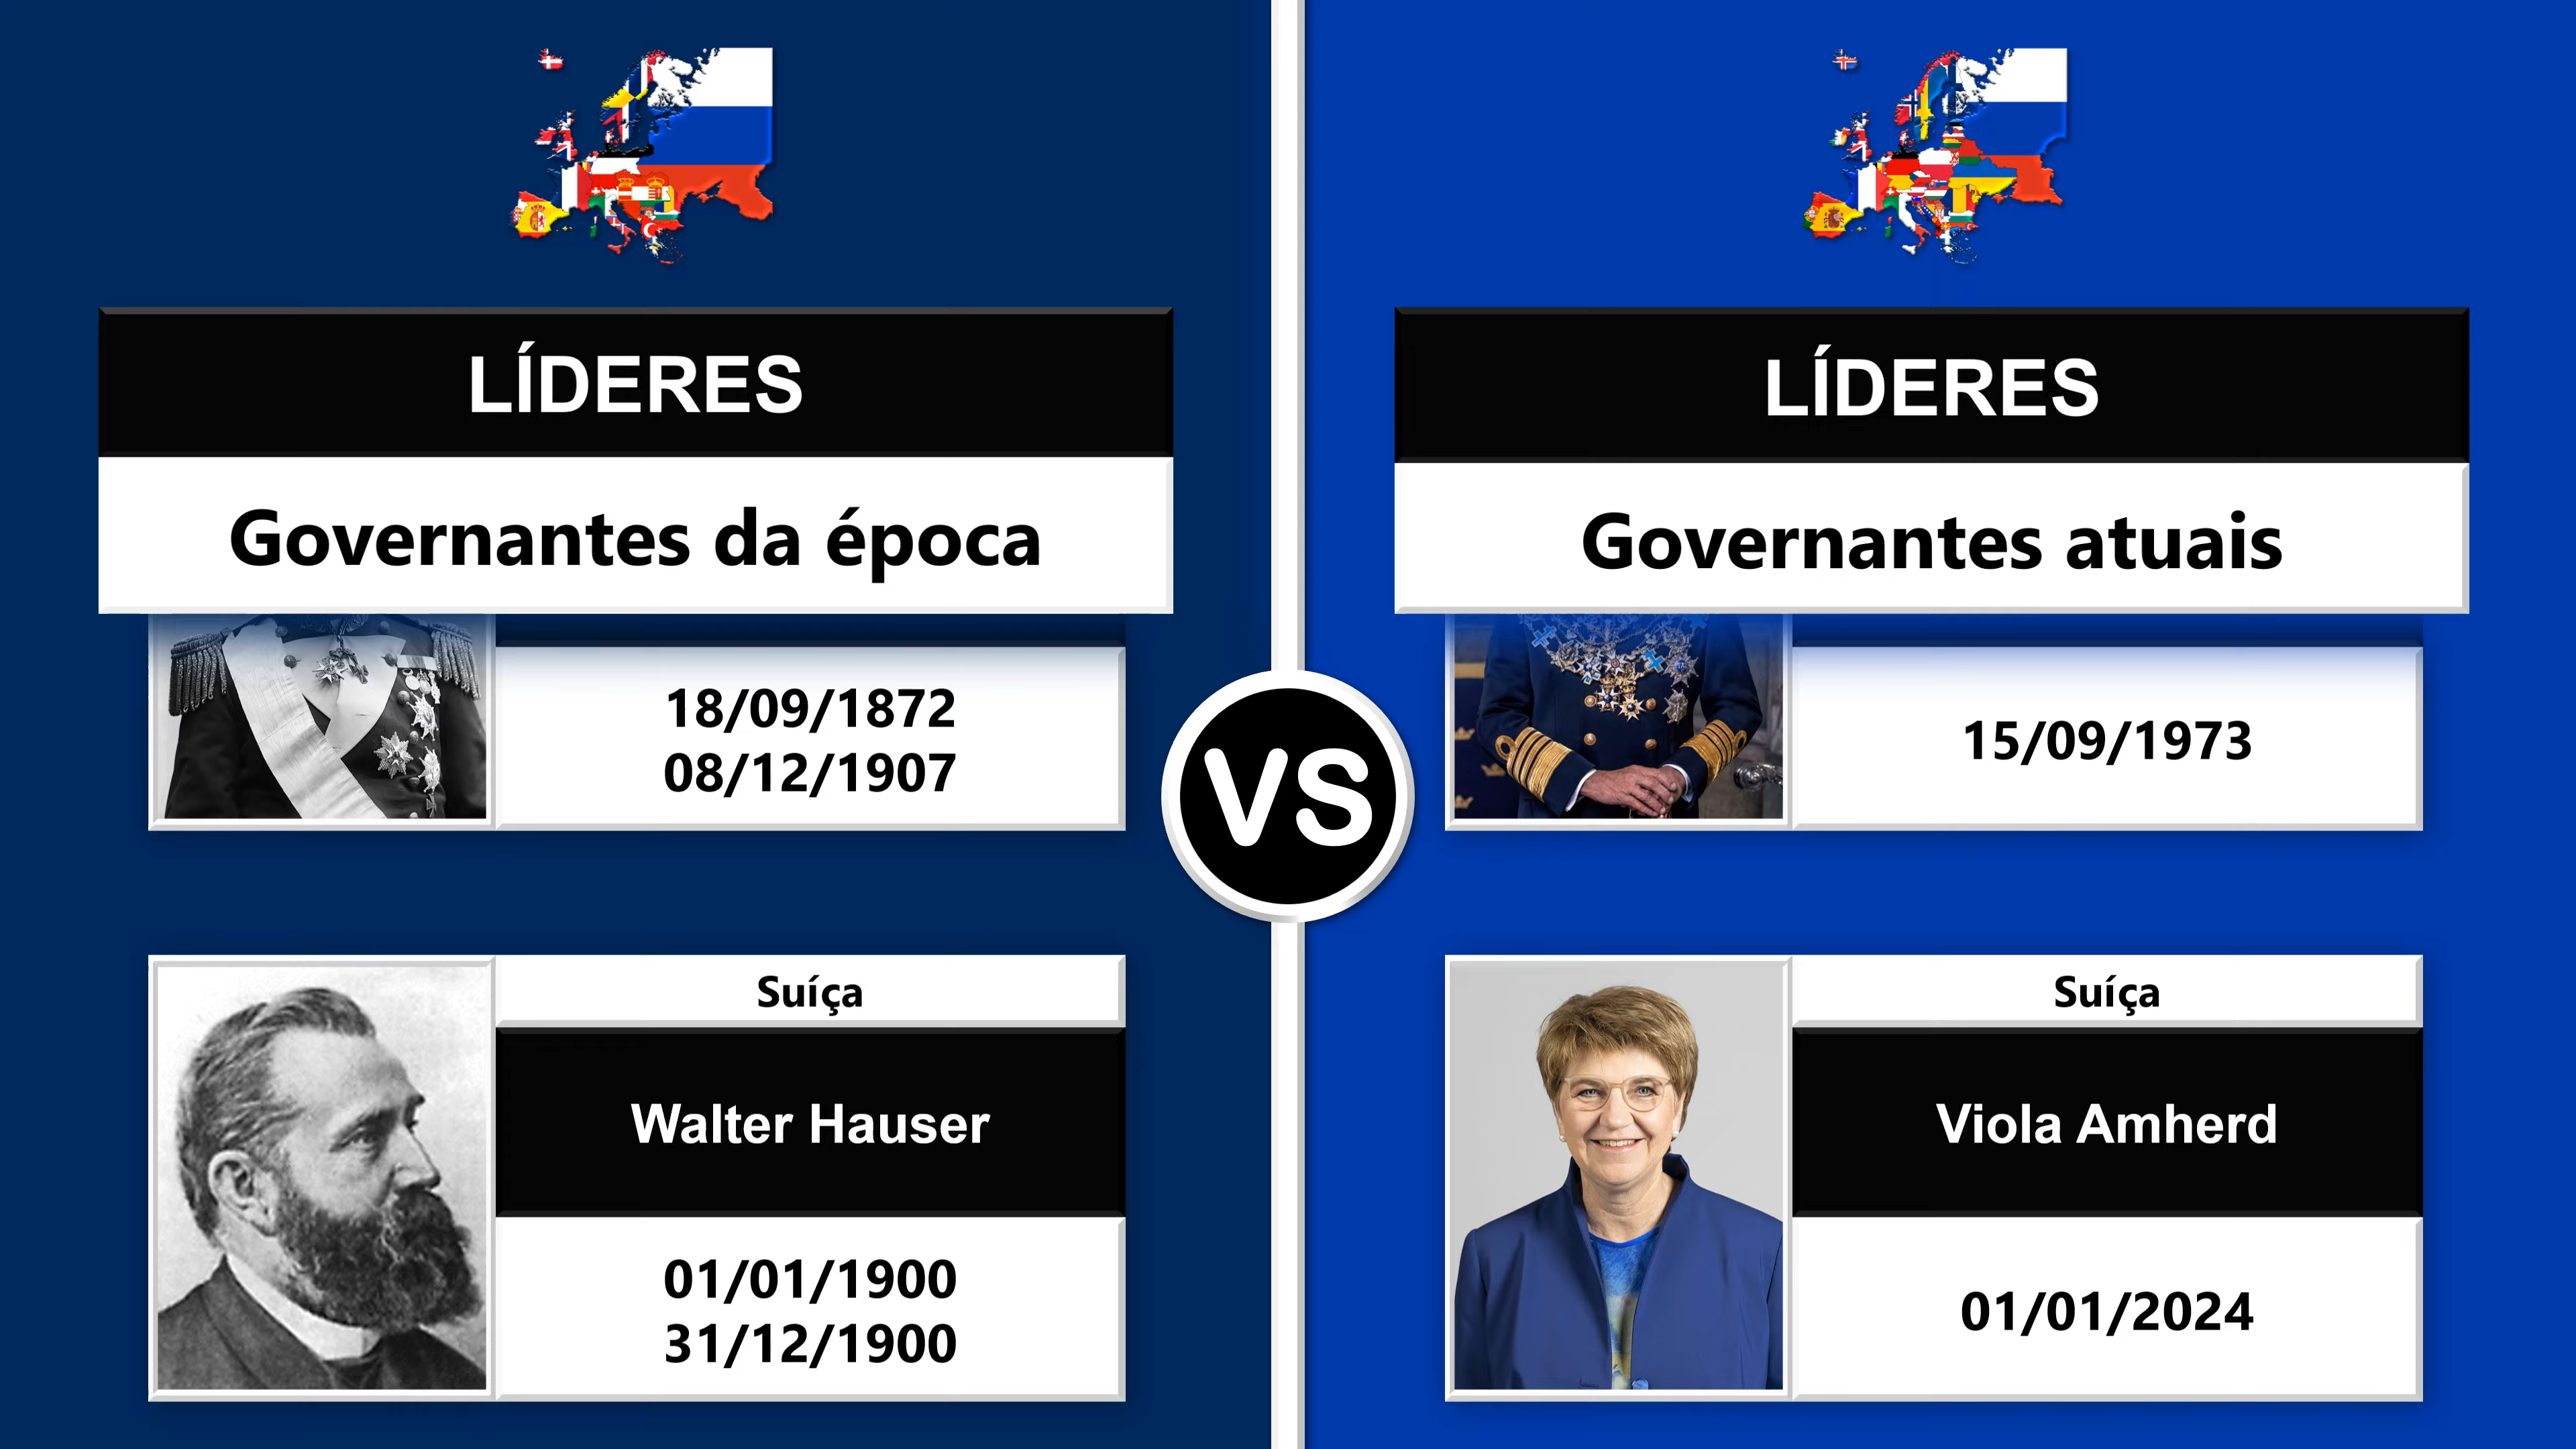 LÍDERES
Governantes da época
18/09/1872
08/12/1907
Suíça
Walter Hauser
01/01/1900
31/12/1900
VS
LÍDERES
Governantes atuais
15/09/1973
Suíça
Viola Amherd
01/01/2024